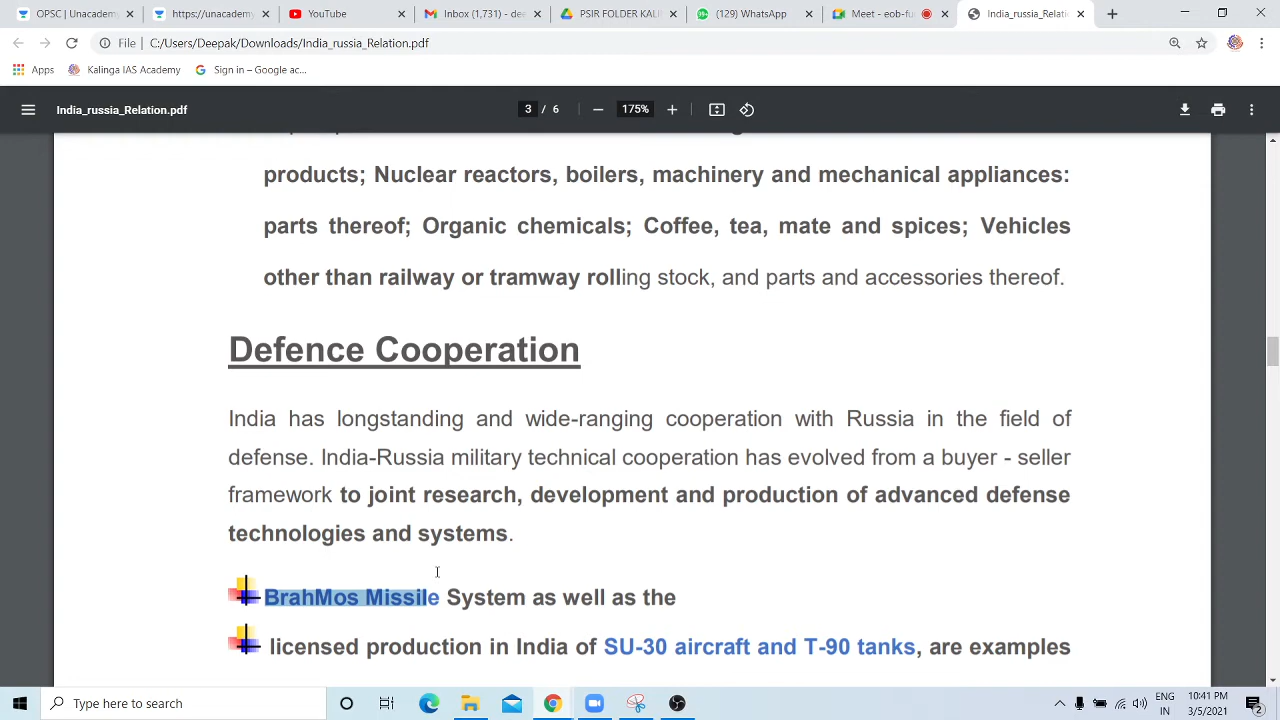 OPSC | Unacadem
https://unacadem
YouTube
Gmail - Inbox (1,731) - dee
PSIR FOLDER KALI
(129) WhatsApp
Meet - eob-fu
India_russia_Relati
File | C:/Users/Deepak/Downloads/India_russia_Relation.pdf
Apps Kalinga IAS Academy Sign in – Google ac...
India_russia_Relation.pdf 3 / 6 175%
products; Nuclear reactors, boilers, machinery and mechanical appliances:
parts thereof; Organic chemicals; Coffee, tea, mate and spices; Vehicles
other than railway or tramway rolling stock, and parts and accessories thereof.
Defence Cooperation
India has longstanding and wide-ranging cooperation with Russia in the field of
defense. India-Russia military technical cooperation has evolved from a buyer - seller
framework to joint research, development and production of advanced defense
technologies and systems.
BrahMos Missile System as well as the
licensed production in India of SU-30 aircraft and T-90 tanks, are examples
Type here to search
ENG
IN
10:41 PM
3/5/2021
2